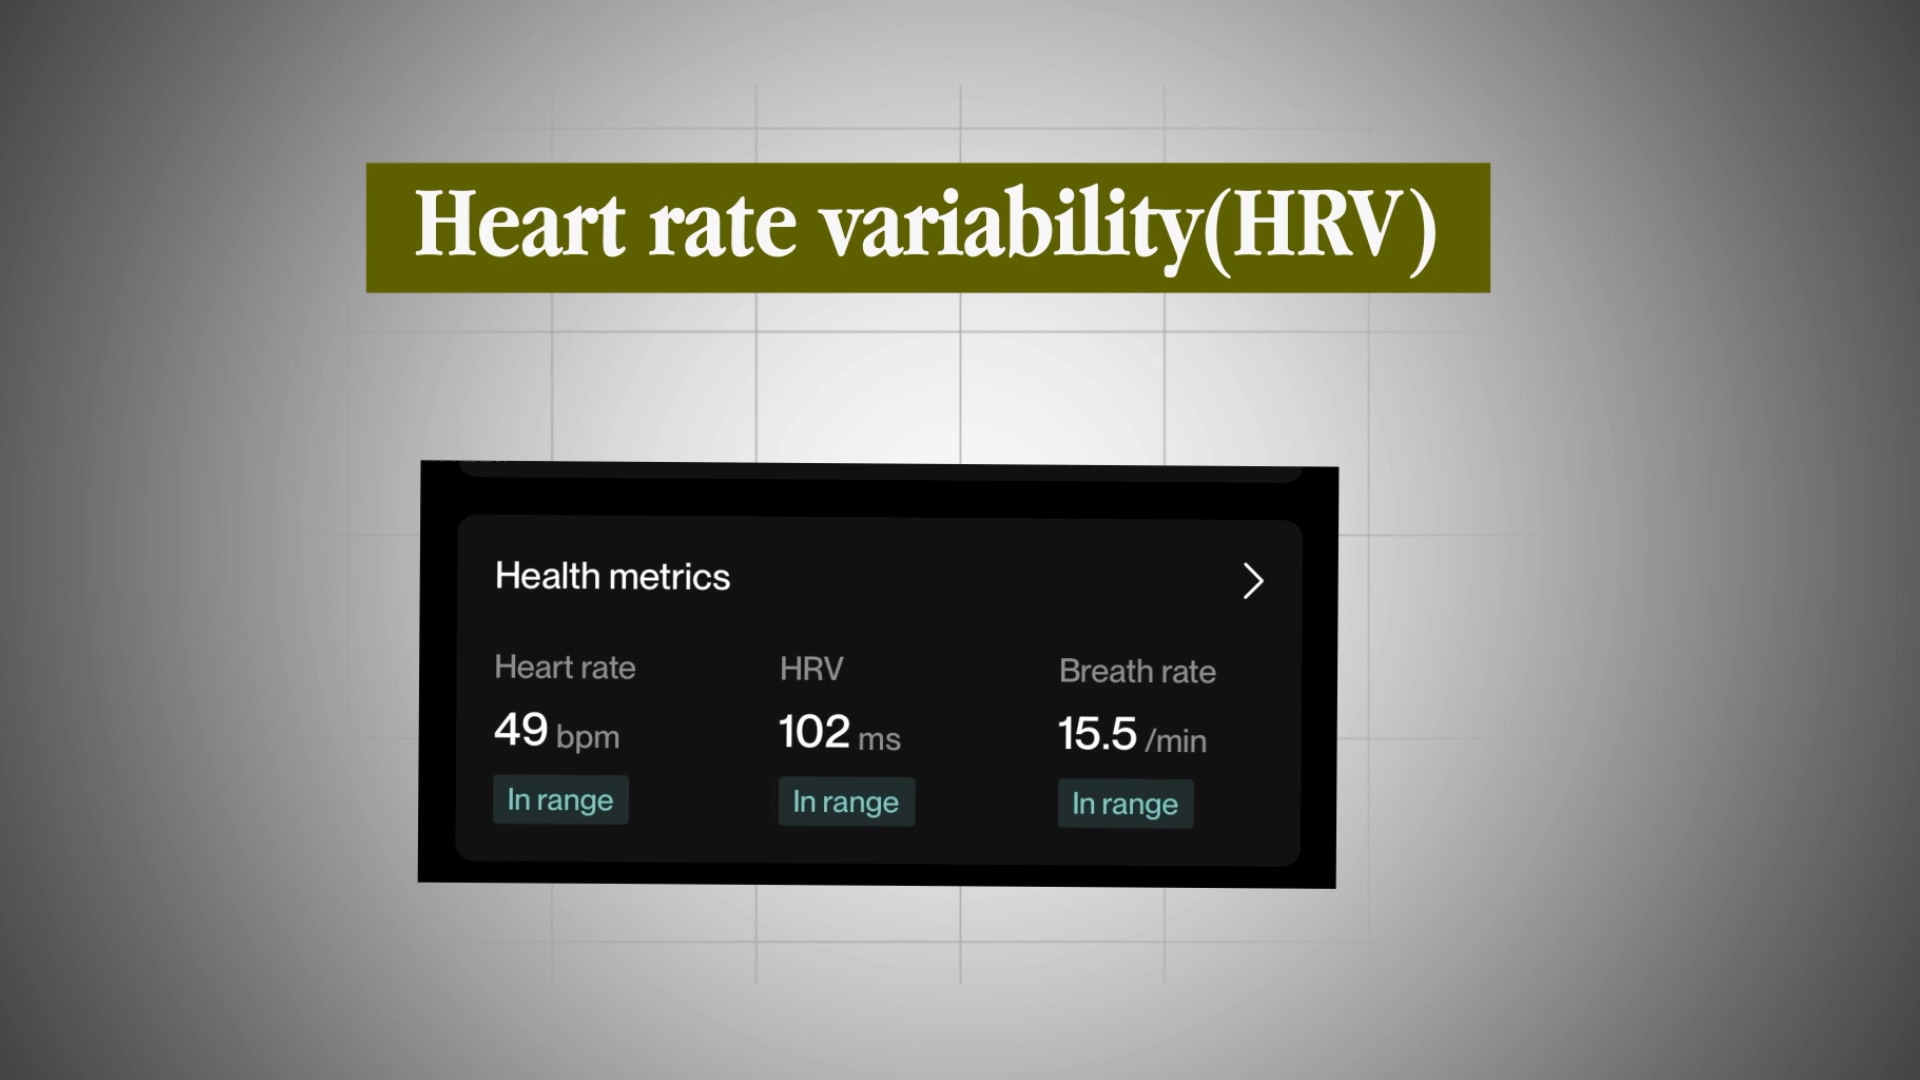 Heart rate variability(HRV)
Health metrics
Heart rate HRV Breath rate
49 bpm 102 ms 15.5 /min
In range In range In range